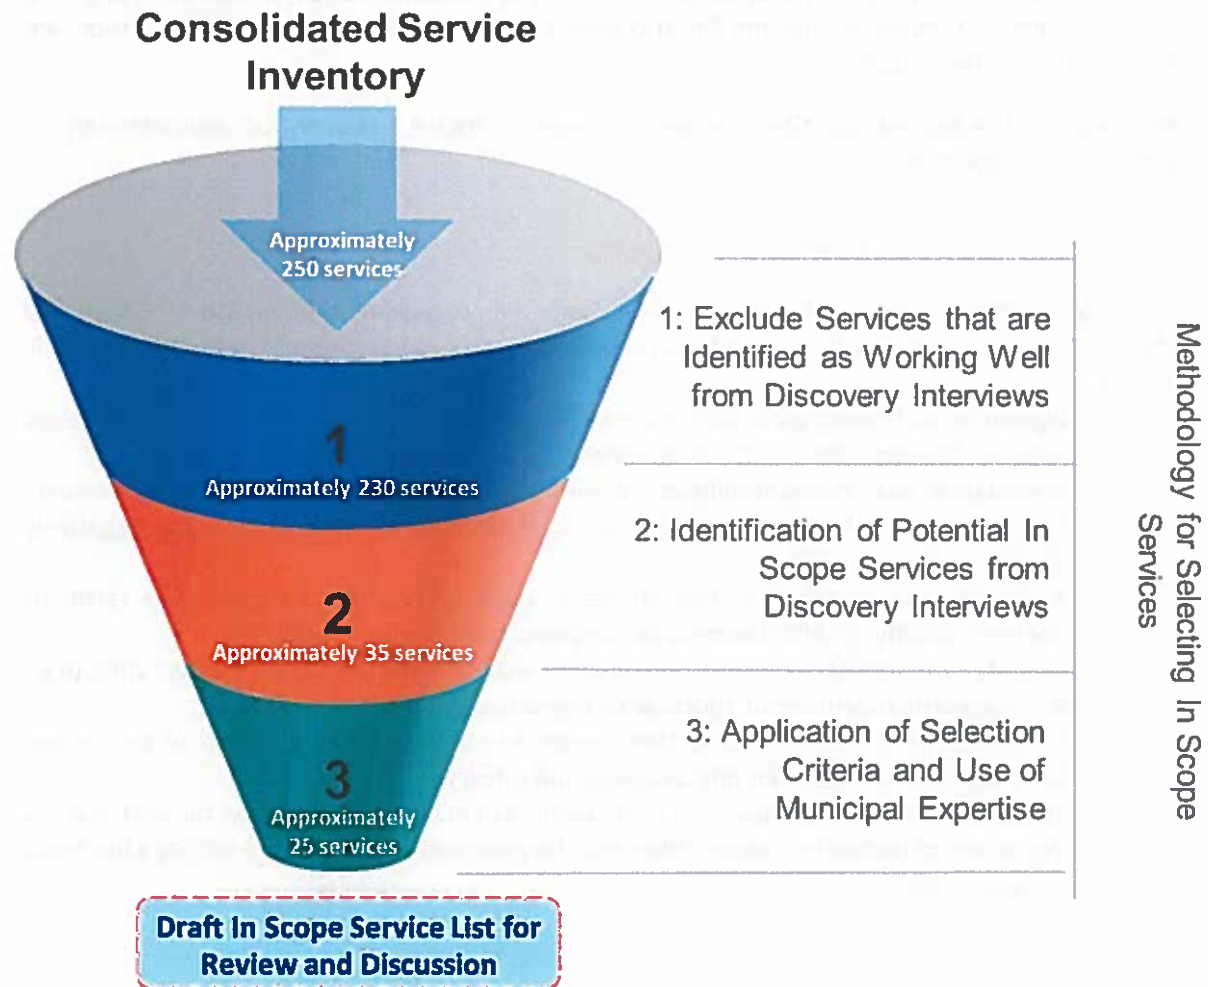 Consolidated Service
Inventory
Approximately
250 services
1
Approximately 230 services
2
Approximately 35 services
3
Approximately
25 services
1: Exclude Services that are
Identified as Working Well
from Discovery Interviews
2: Identification of Potential In
Scope Services from
Discovery Interviews
3: Application of Selection
Criteria and Use of
Municipal Expertise
Methodology for Selecting In Scope
Services
Draft In Scope Service List for
Review and Discussion